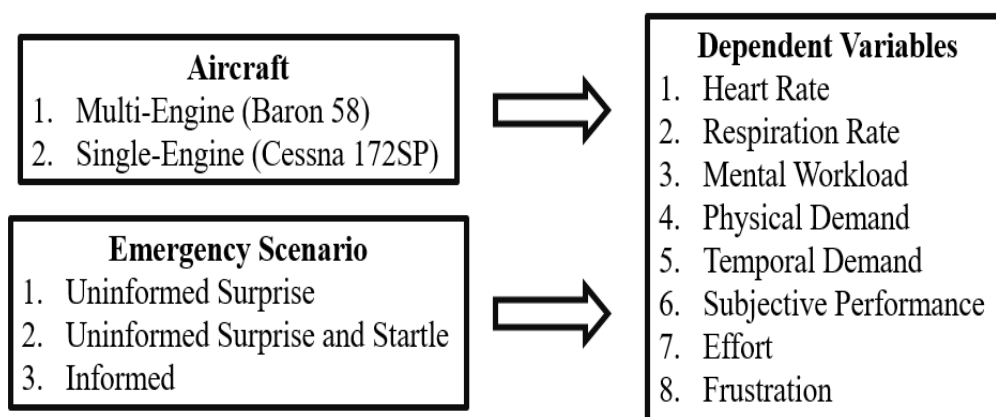 Aircraft
1. Multi-Engine (Baron 58)
2. Single-Engine (Cessna 172SP)
Emergency Scenario
1. Uninformed Surprise
2. Uninformed Surprise and Startle
3. Informed
Dependent Variables
1. Heart Rate
2. Respiration Rate
3. Mental Workload
4. Physical Demand
5. Temporal Demand
6. Subjective Performance
7. Effort
8. Frustration